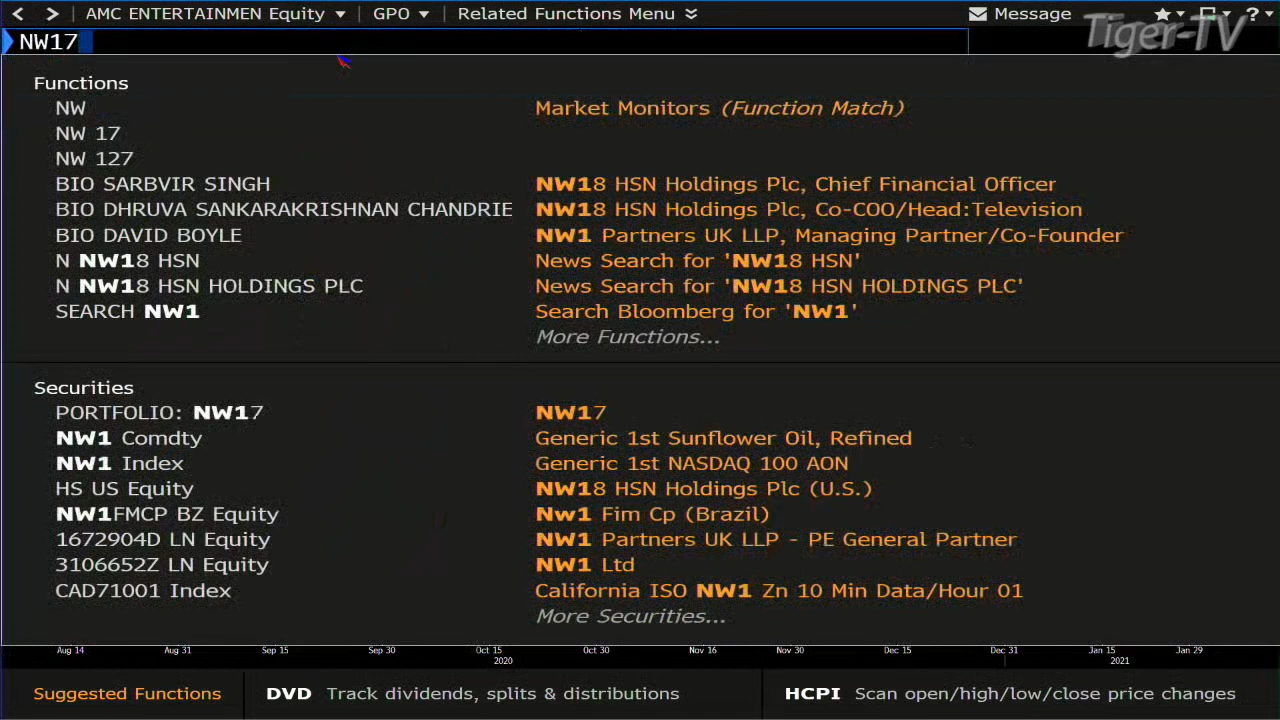 AMC ENTERTAINMEN Equity GPO Related Functions Menu Message ?
Tiger-TV
NW17
Functions
NW Market Monitors (Function Match)
NW 17
NW 127
BIO SARBVIR SINGH NW18 HSN Holdings Plc, Chief Financial Officer
BIO DHRUVA SANKARAKRISHNAN CHANDRIE NW18 HSN Holdings Plc, Co-COO/Head:Television
BIO DAVID BOYLE NW1 Partners UK LLP, Managing Partner/Co-Founder
N NW18 HSN News Search for 'NW18 HSN'
N NW18 HSN HOLDINGS PLC News Search for 'NW18 HSN HOLDINGS PLC'
SEARCH NW1 Search Bloomberg for 'NW1'
More Functions...
Securities
PORTFOLIO: NW17 NW17
NW1 Comdty Generic 1st Sunflower Oil, Refined
NW1 Index Generic 1st NASDAQ 100 AON
HS US Equity NW18 HSN Holdings Plc (U.S.)
NW1FMCP BZ Equity Nw1 Fim Cp (Brazil)
1672904D LN Equity NW1 Partners UK LLP - PE General Partner
3106652Z LN Equity NW1 Ltd
CAD71001 Index California ISO NW1 Zn 10 Min Data/Hour 01
More Securities...
Aug 14 Aug 31 Sep 15 Sep 30 Oct 15 Oct 30 Nov 16 Nov 30 Dec 15 Dec 31 Jan 15 Jan 29
2020 2021
Suggested Functions DVD Track dividends, splits & distributions HCPI Scan open/high/low/close price changes